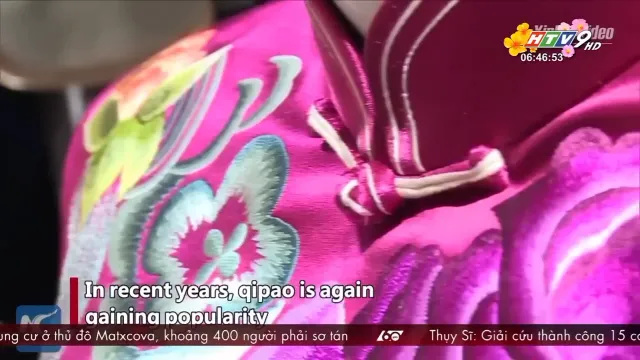 HTV9 HD
06:46:53
In recent years, qipao is again
gaining popularity
ung cư ở thủ đô Matxcova, khoảng 400 người phải sơ tán
60
Thụy Sĩ: Giải cứu thành công 15 c